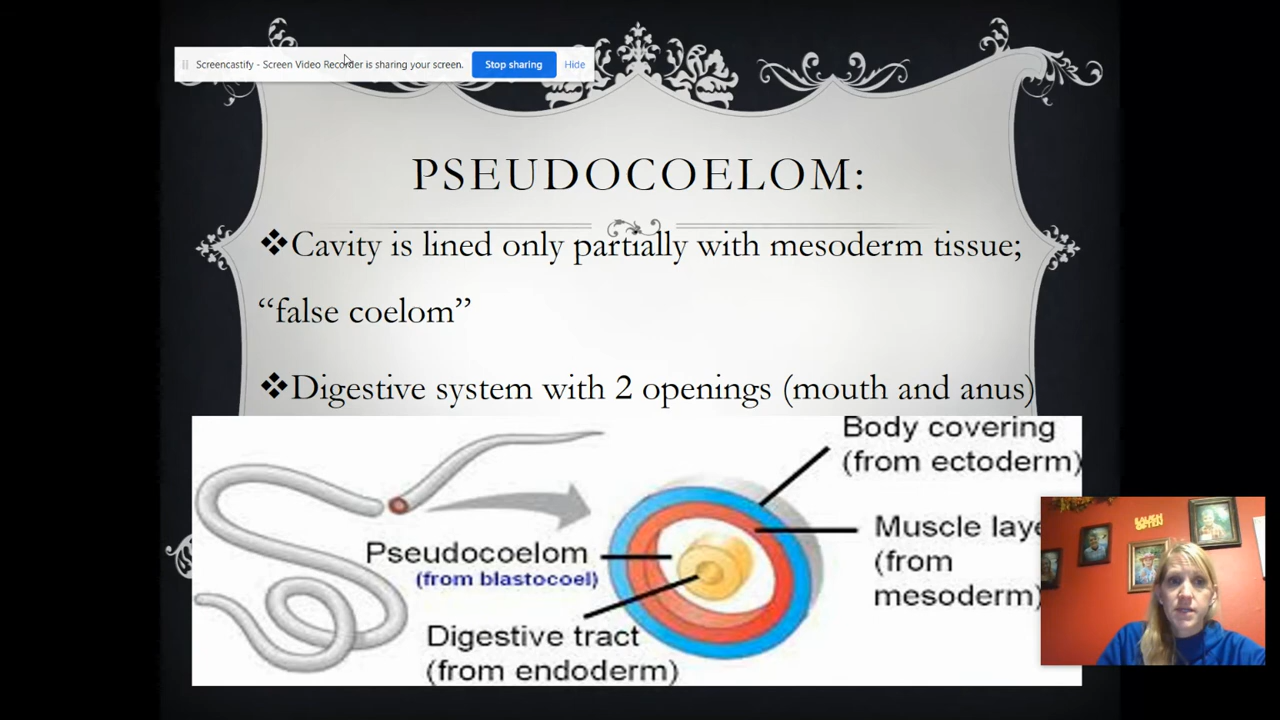 Screencastify - Screen Video Recorder is sharing your screen. Stop sharing Hide
PSEUDOCOELOM:
❖Cavity is lined only partially with mesoderm tissue;
“false coelom”
❖Digestive system with 2 openings (mouth and anus)
Body covering
(from ectoderm)
Muscle laye
(from
mesoderm)
Pseudocoelom
(from blastocoel)
Digestive tract
(from endoderm)